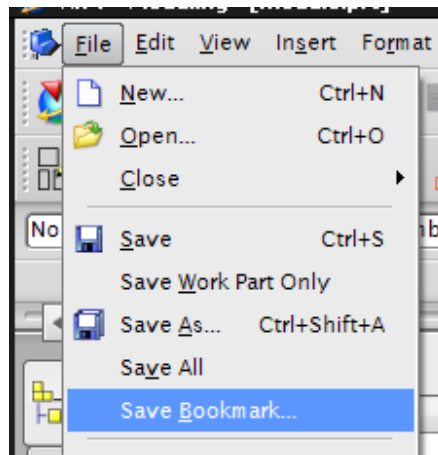 File Edit View Insert Format
New... Ctrl+N
Open... Ctrl+O
Close
No
Save Ctrl+S
Save Work Part Only
Save As... Ctrl+Shift+A
Save All
Save Bookmark...